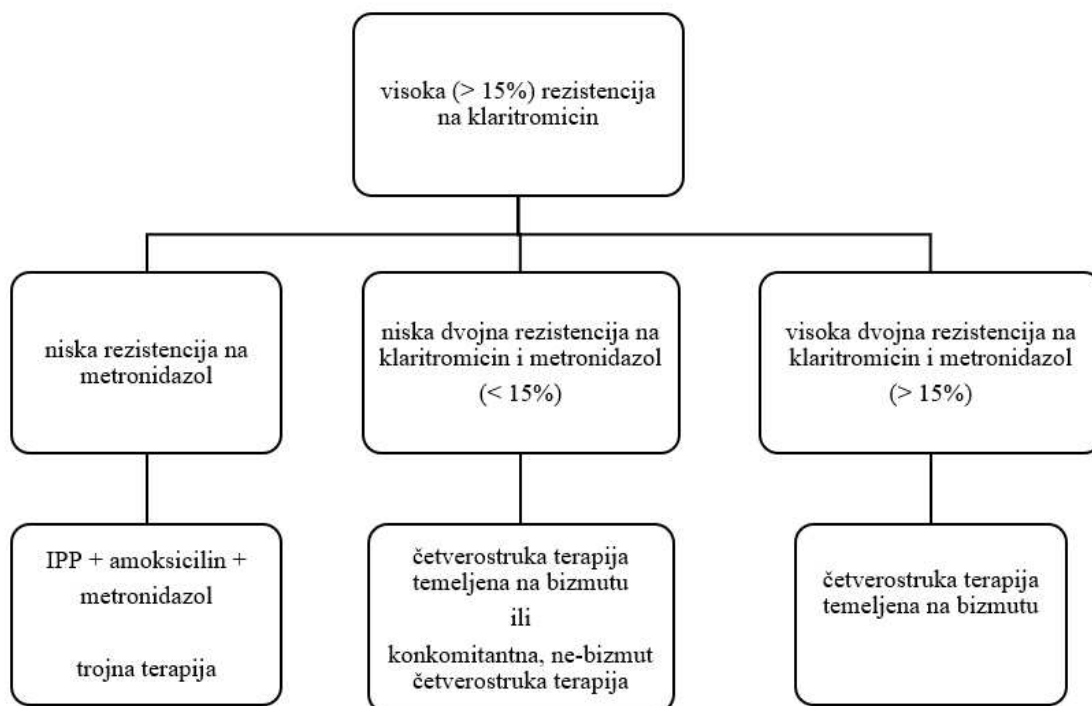 visoka (> 15%) rezistencija
na klaritromicin
niska rezistencija na
metronidazol
niska dvojna rezistencija na
klaritromicin i metronidazol
(< 15%)
visoka dvojna rezistencija na
klaritromicin i metronidazol
(> 15%)
IPP + amoksicilin +
metronidazol
trojna terapija
četverostruka terapija
temeljena na bizmutu
ili
konkomitantna, ne-bizmut
četverostruka terapija
četverostruka terapija
temeljena na bizmutu